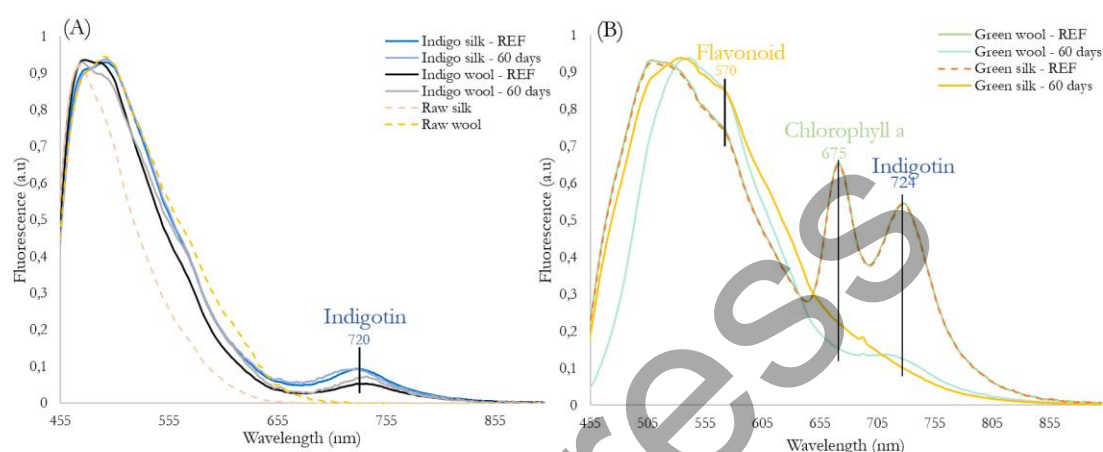 (A)
Indigo silk - REF
Indigo silk - 60 days
Indigo wool - REF
Indigo wool - 60 days
Raw silk
Raw wool
Indigotin
720
Fluorescence (a.u)
1
0,9
0,8
0,7
0,6
0,5
0,4
0,3
0,2
0,1
0
455 555 655 755 855
Wavelength (nm)
(B)
Green wool - REF
Green wool - 60 days
Green silk - REF
Green silk - 60 days
Flavonoid
570
Chlorophyll a
675
Indigotin
724
Fluorescence (a.u)
1
0,9
0,8
0,7
0,6
0,5
0,4
0,3
0,2
0,1
0
455 505 555 605 655 705 755 805 855
Wavelength (nm)
ress